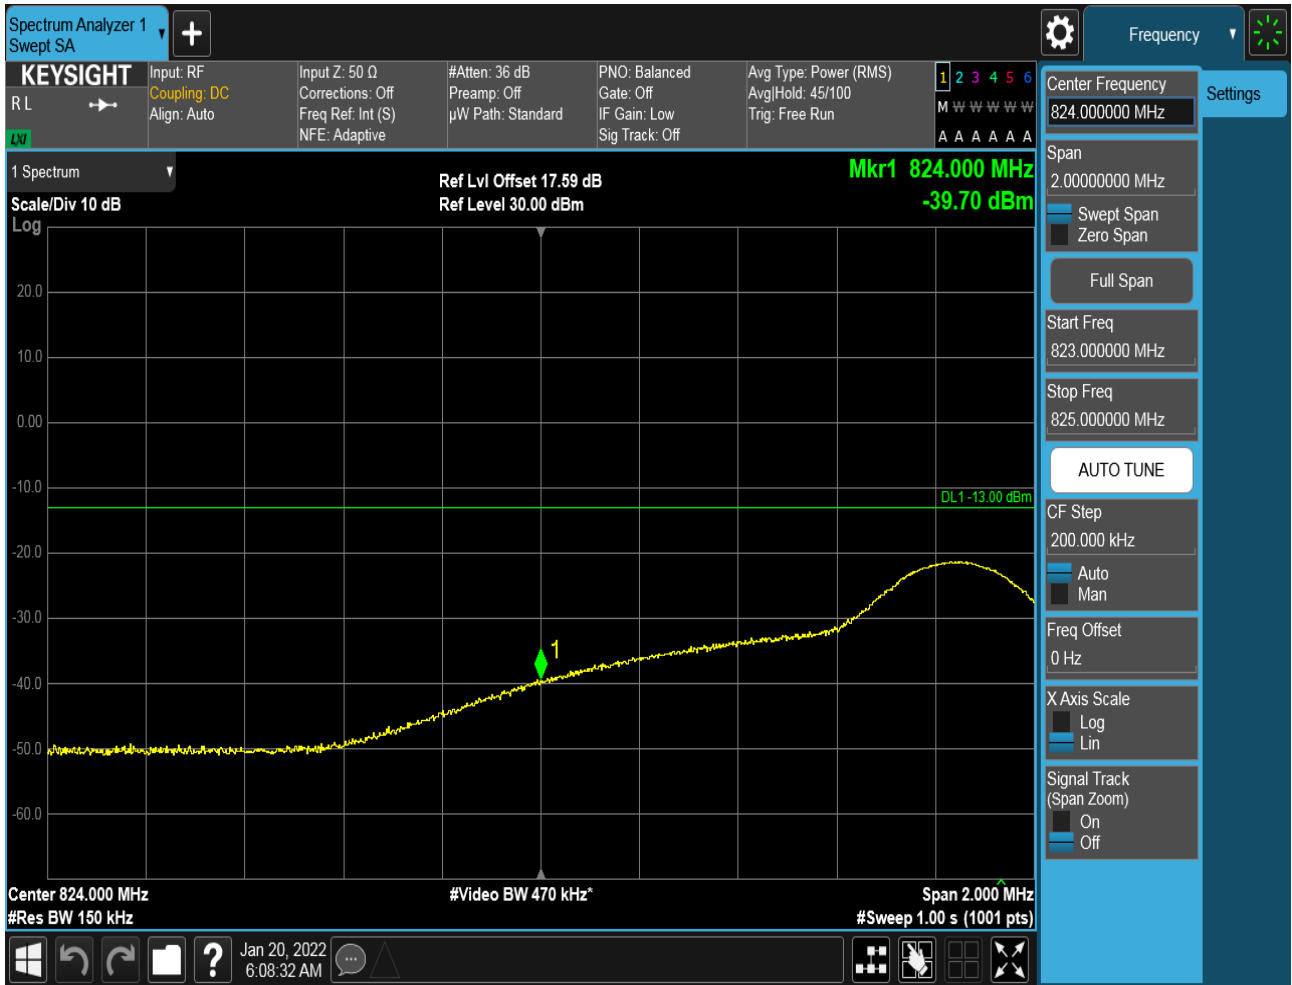 Spectrum Analyzer 1
Swept SA
+
Frequency
KEYSIGHT
R L
LXI
Input: RF
Coupling: DC
Align: Auto
Input Z: 50 Ω
Corrections: Off
Freq Ref: Int (S)
NFE: Adaptive
#Atten: 36 dB
Preamp: Off
µW Path: Standard
PNO: Balanced
Gate: Off
IF Gain: Low
Sig Track: Off
Avg Type: Power (RMS)
Avg|Hold: 45/100
Trig: Free Run
1 2 3 4 5 6
M W W W W W
A A A A A A
1 Spectrum
Scale/Div 10 dB
Log
Ref Lvl Offset 17.59 dB
Ref Level 30.00 dBm
Mkr1 824.000 MHz
-39.70 dBm
20.0
10.0
0.00
-10.0
-20.0
-30.0
-40.0
-50.0
-60.0
DL1 -13.00 dBm
1
Center 824.000 MHz
#Res BW 150 kHz
#Video BW 470 kHz*
Span 2.000 MHz
#Sweep 1.00 s (1001 pts)
?
Jan 20, 2022
6:08:32 AM
Center Frequency
824.000000 MHz
Settings
Span
2.00000000 MHz
Swept Span
Zero Span
Full Span
Start Freq
823.000000 MHz
Stop Freq
825.000000 MHz
AUTO TUNE
CF Step
200.000 kHz
Auto
Man
Freq Offset
0 Hz
X Axis Scale
Log
Lin
Signal Track
(Span Zoom)
On
Off